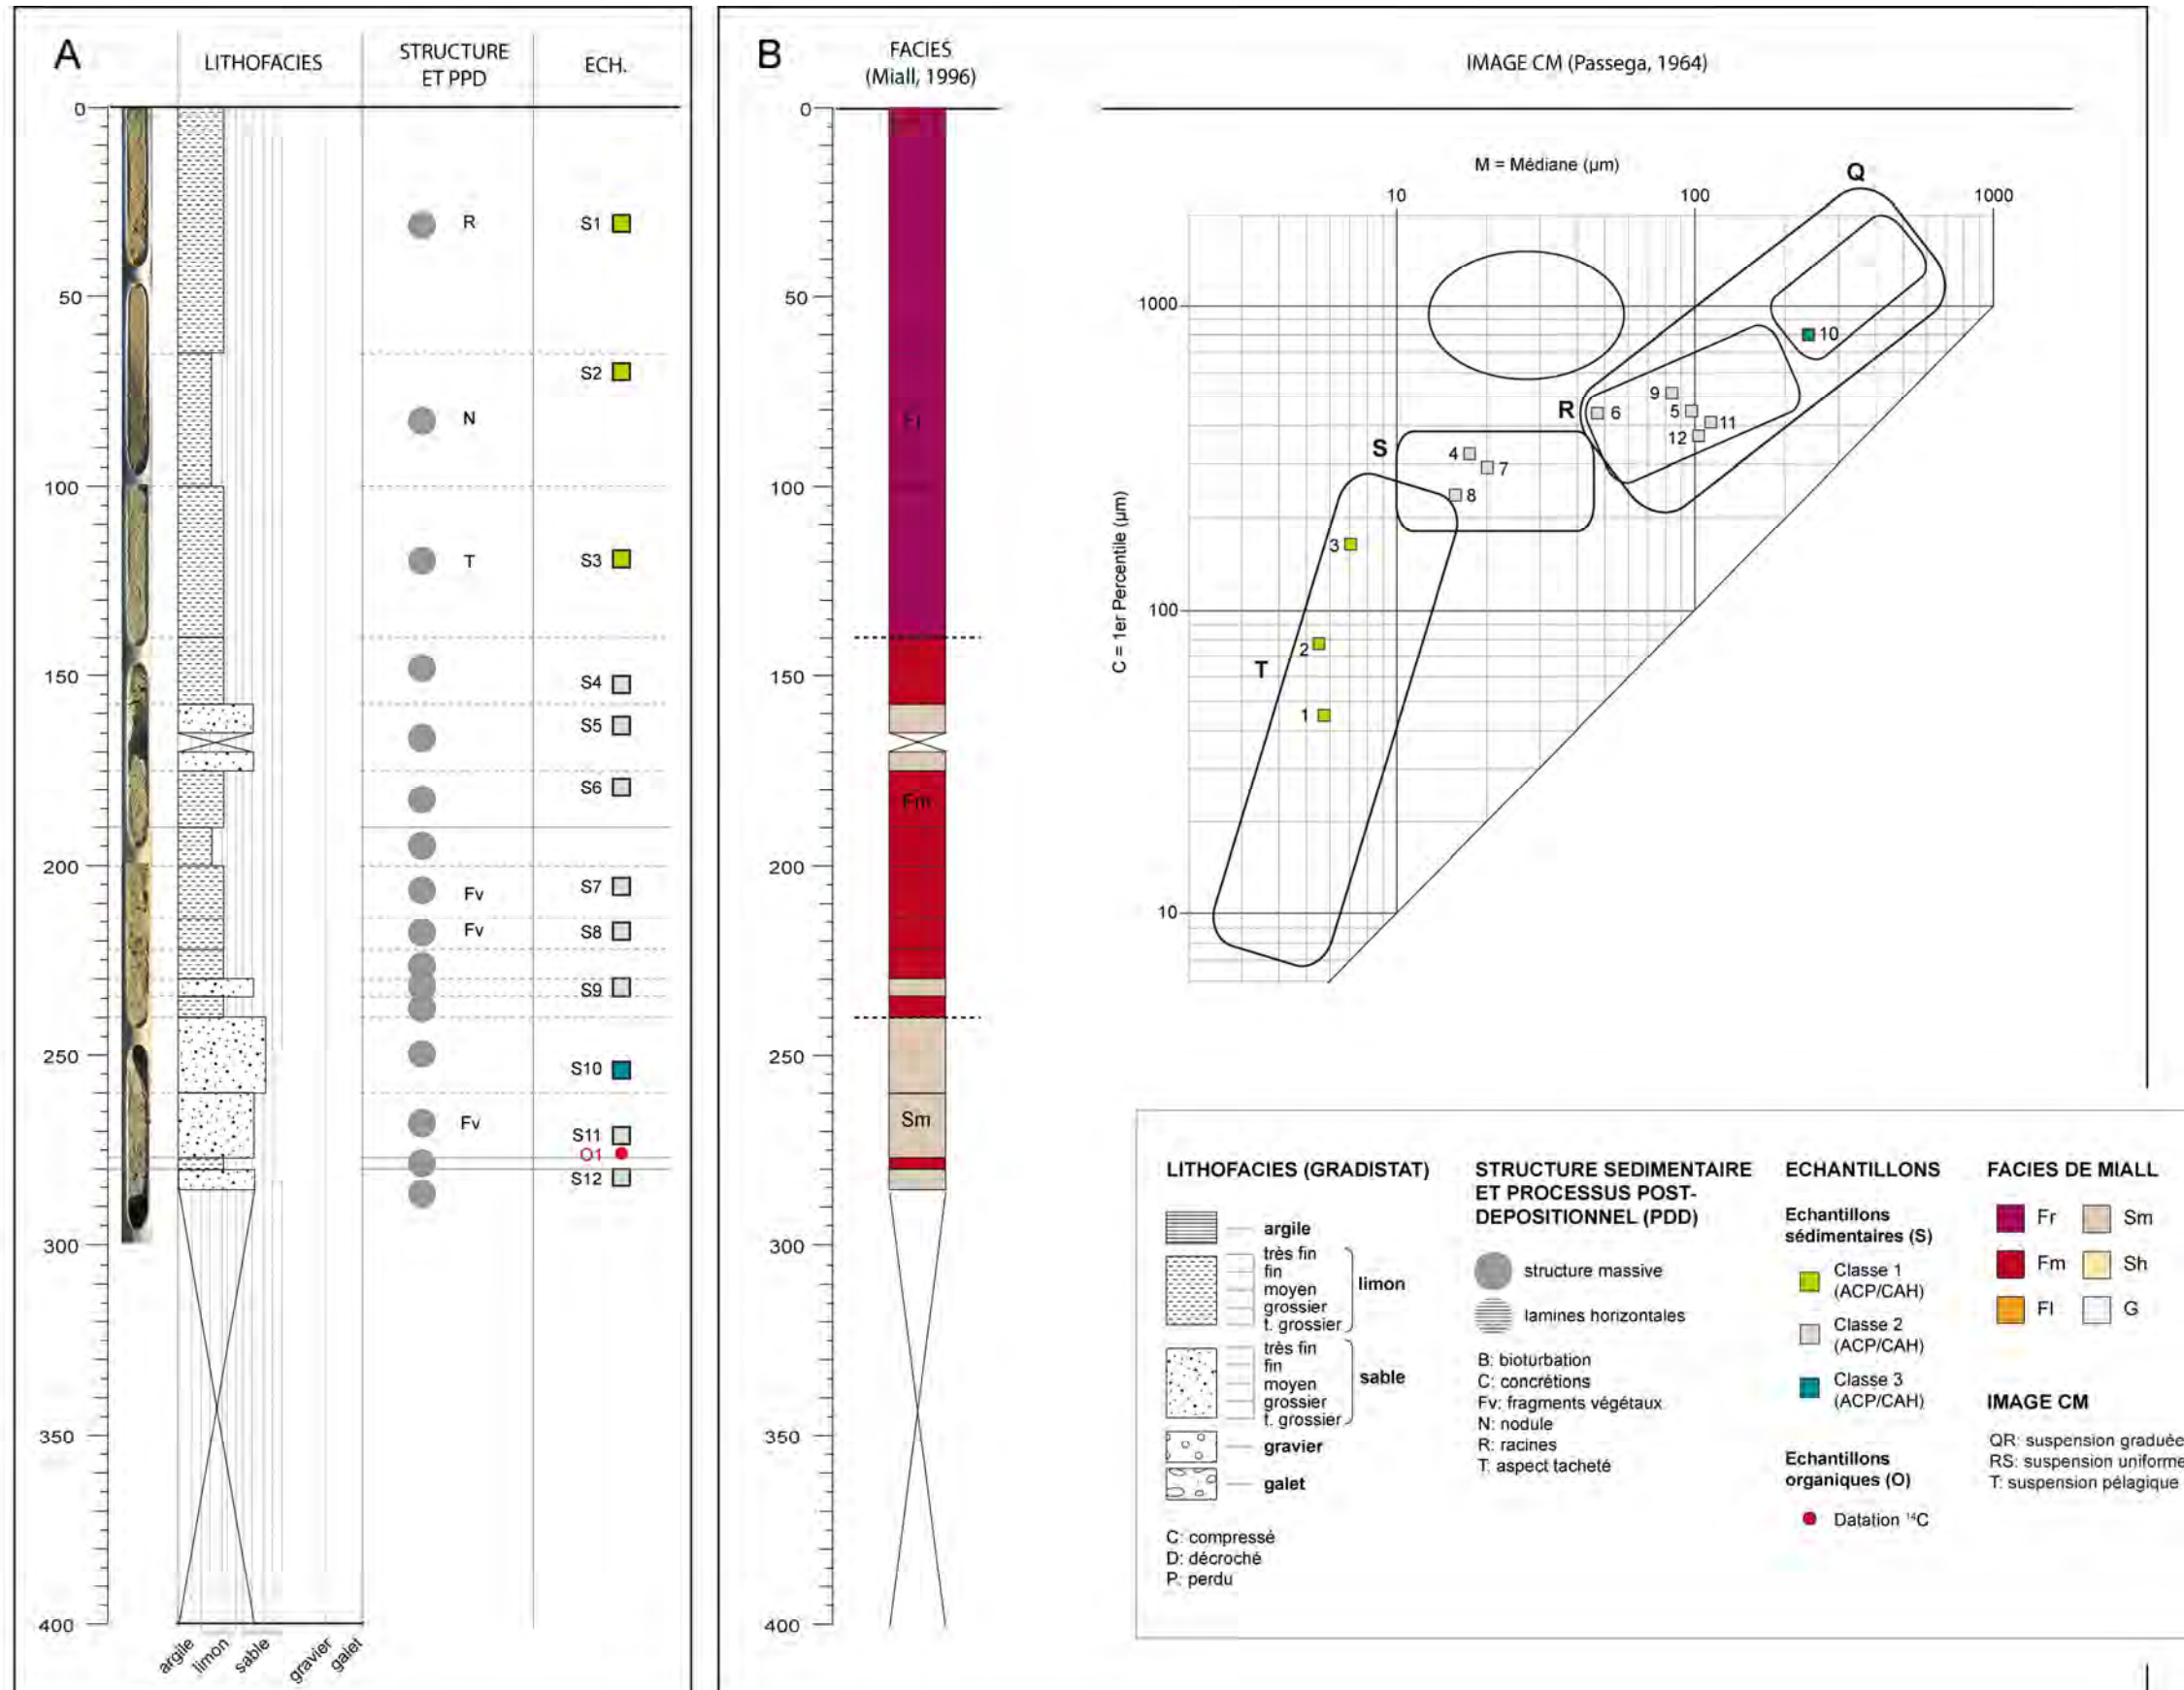 A
LITHOFACIES
STRUCTURE
ET PPD
ECH.
0
50
100
150
200
250
300
350
400
R
N
T
Fv
Fv
Fv
S1
S2
S3
S4
S5
S6
S7
S8
S9
S10
S11
O1
S12
argile
limon
sable
gravier
galet
B
FACIES
(Miall, 1996)
0
50
100
150
200
250
300
350
400
Fm
Sm
IMAGE CM (Passega, 1964)
M = Médiane (µm)
10
100
1000
C = 1er Percentile (µm)
1000
100
10
Q
R
S
T
10
9
5
6
11
12
4
7
8
3
2
1
LITHOFACIES (GRADISTAT)
argile
très fin
fin
moyen
grossier
t. grossier
limon
très fin
fin
moyen
grossier
t. grossier
sable
gravier
galet
C: compressé
D: décroché
P: perdu
STRUCTURE SEDIMENTAIRE
ET PROCESSUS POST-
DEPOSITIONNEL (PDD)
structure massive
lamines horizontales
B: bioturbation
C: concrétions
Fv: fragments végétaux
N: nodule
R: racines
T: aspect tacheté
ECHANTILLONS
Echantillons
sédimentaires (S)
Classe 1
(ACP/CAH)
Classe 2
(ACP/CAH)
Classe 3
(ACP/CAH)
Echantillons
organiques (O)
Datation ¹⁴C
FACIES DE MIALL
Fr
Sm
Fm
Sh
Fl
G
IMAGE CM
QR: suspension graduée
RS: suspension uniforme
T: suspension pélagique